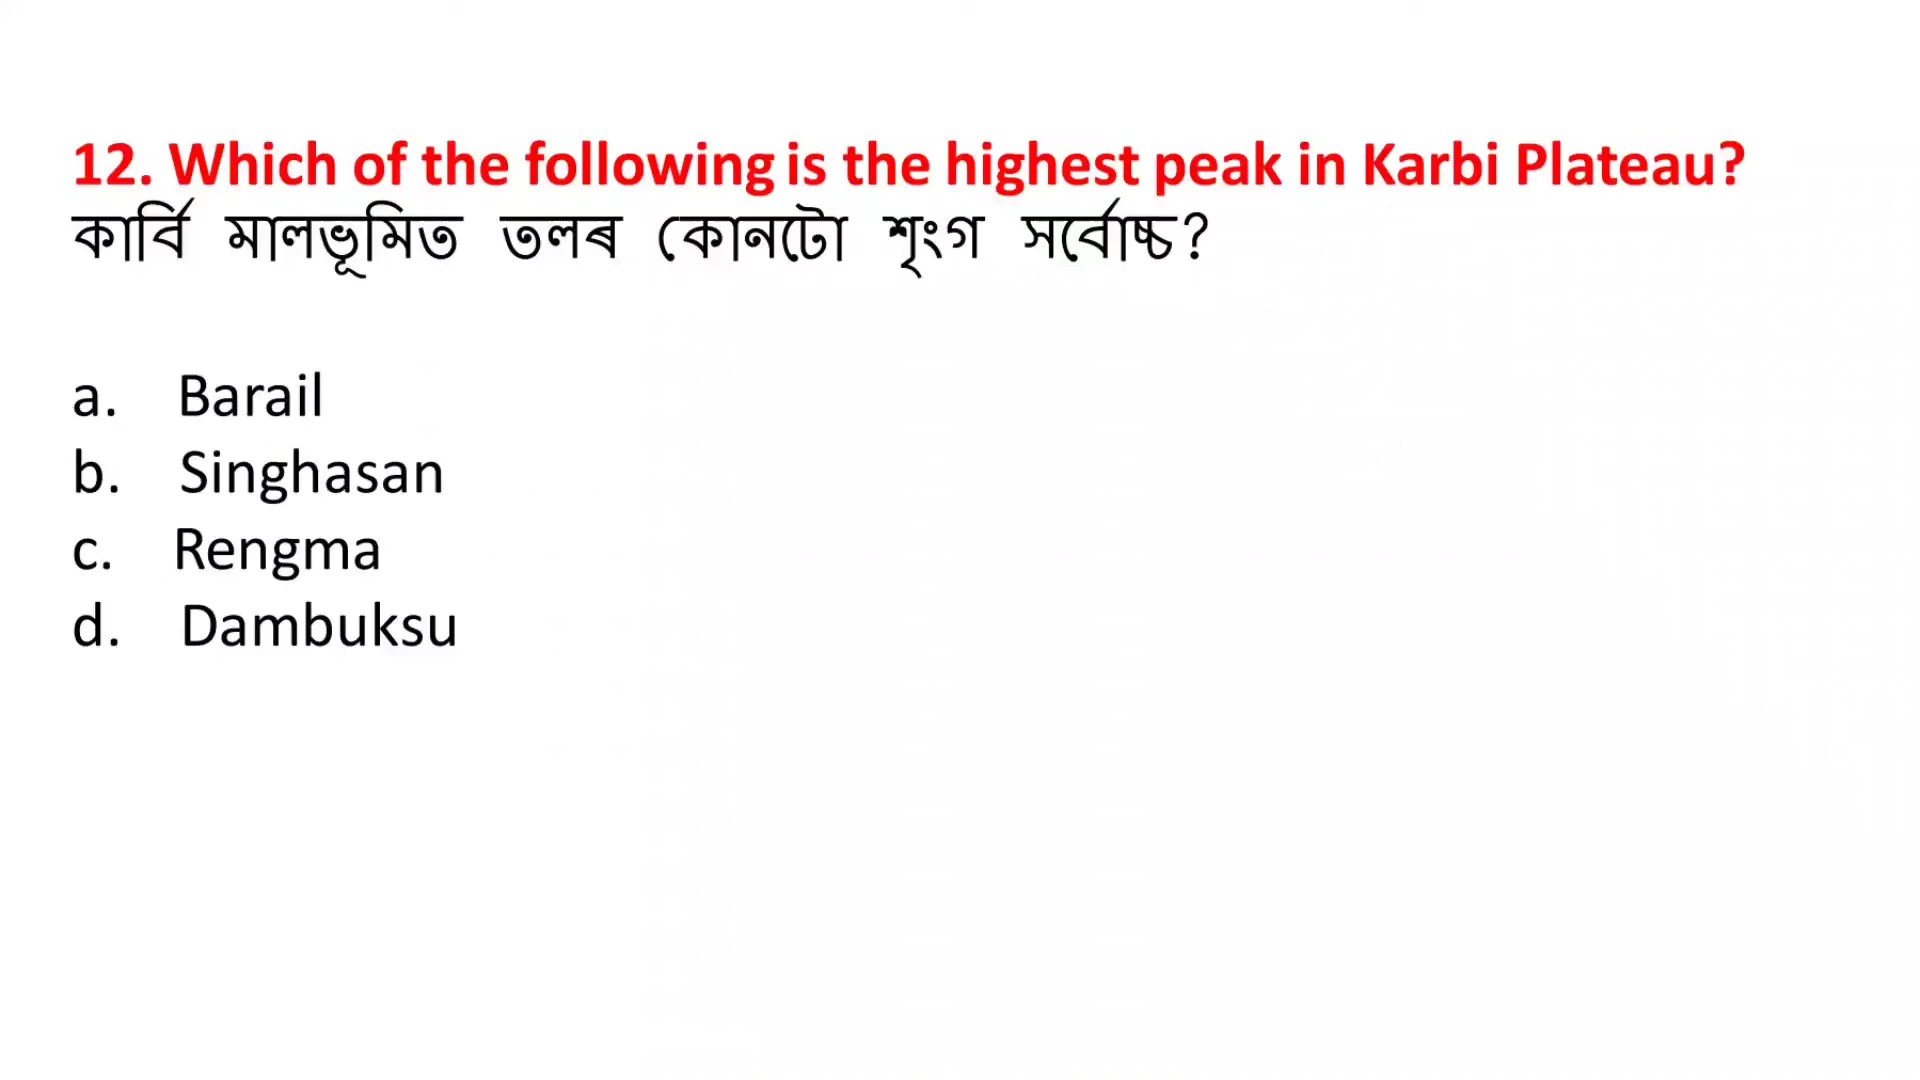 12. Which of the following is the highest peak in Karbi Plateau?
কাৰ্বি মালভূমিত তলৰ কোনটো শৃংগ সৰ্বোচ্চ?
a. Barail
b. Singhasan
c. Rengma
d. Dambuksu